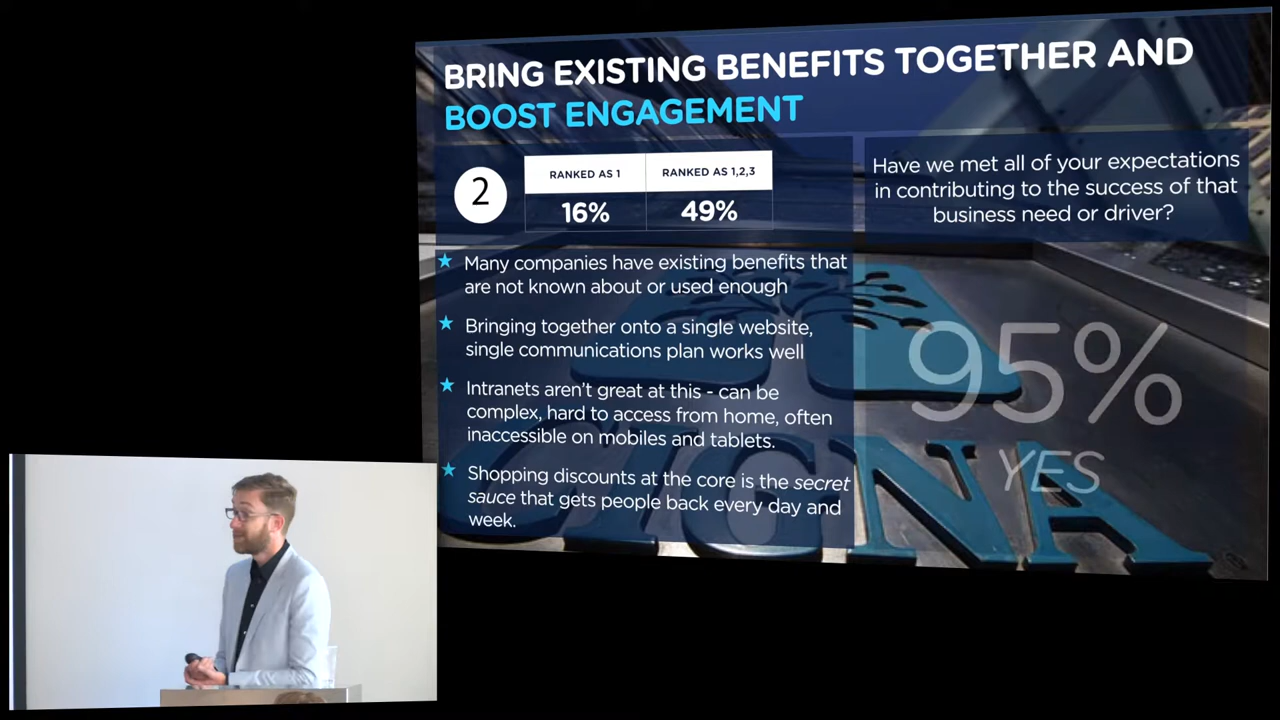 BRING EXISTING BENEFITS TOGETHER AND
BOOST ENGAGEMENT
2
RANKED AS 1
RANKED AS 1,2,3
16%
49%
Many companies have existing benefits that
are not known about or used enough
Bringing together onto a single website,
single communications plan works well
Intranets aren't great at this - can be
complex, hard to access from home, often
inaccessible on mobiles and tablets.
Shopping discounts at the core is the secret
sauce that gets people back every day and
week.
Have we met all of your expectations
in contributing to the success of that
business need or driver?
95%
YES
CIGNA